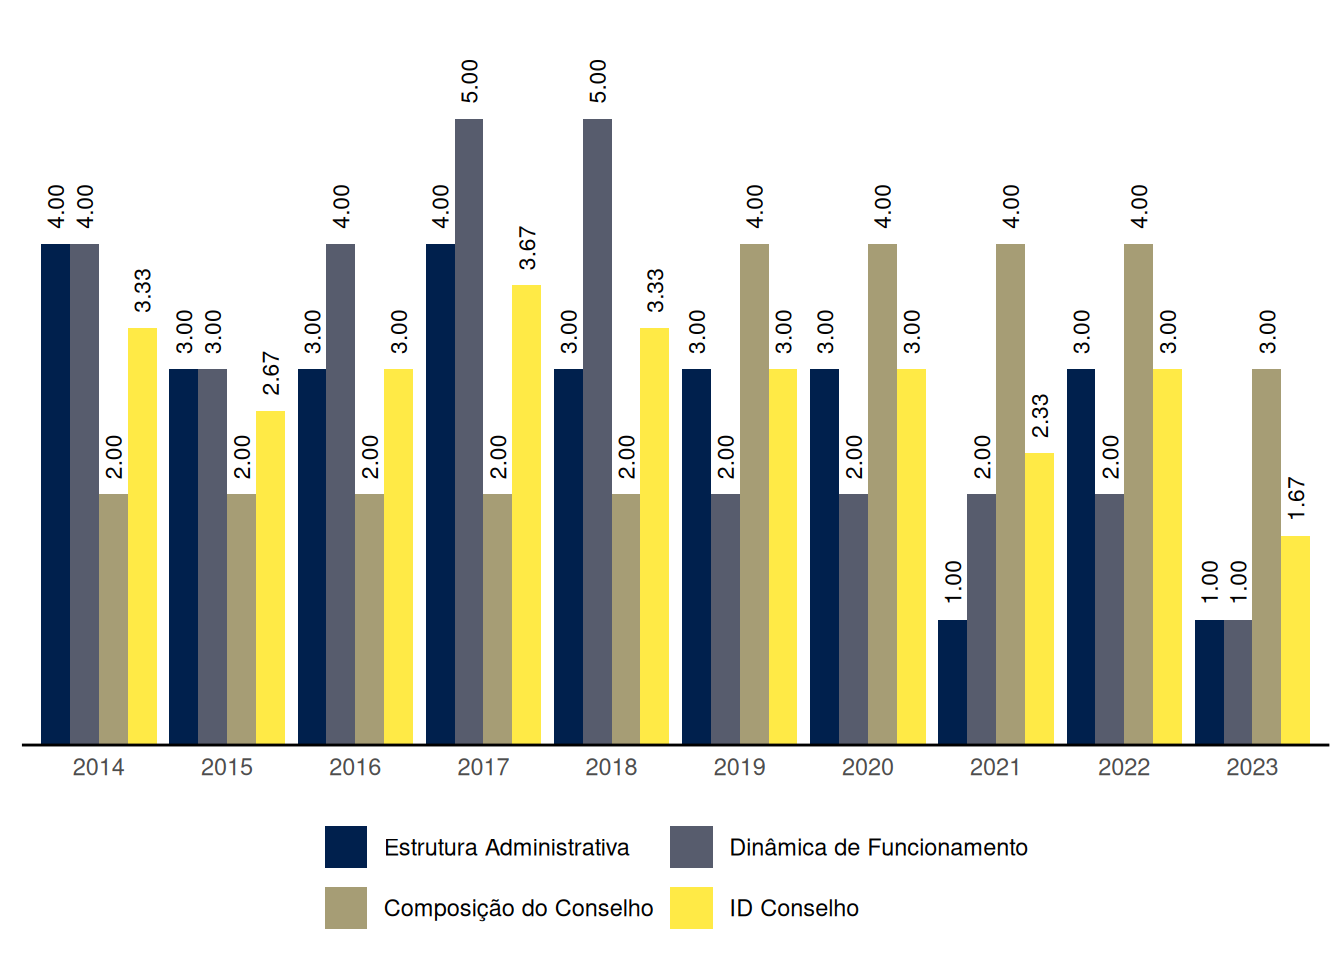 5.00 5.00
4.00 4.00 4.00 4.00 4.00 4.00 4.00 4.00
3.67
3.33 3.33
3.00 3.00 3.00 3.00 3.00 3.00 3.00 3.00 3.00 3.00 3.00 3.00
2.67
2.33
2.00 2.00 2.00 2.00 2.00 2.00 2.00 2.00 2.00
1.67
1.00 1.00 1.00
2014 2015 2016 2017 2018 2019 2020 2021 2022 2023
Estrutura Administrativa Dinâmica de Funcionamento
Composição do Conselho ID Conselho